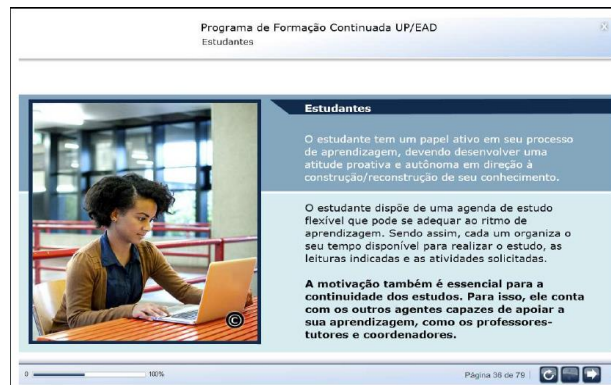 Programa de Formação Continuada UP/EAD
Estudantes
Estudantes
O estudante tem um papel ativo em seu processo
de aprendizagem, devendo desenvolver uma
atitude proativa e autônoma em direção à
construção/reconstrução de seu conhecimento.
O estudante dispõe de uma agenda de estudo
flexível que pode se adequar ao ritmo de
aprendizagem. Sendo assim, cada um organiza o
seu tempo disponível para realizar o estudo, as
leituras indicadas e as atividades solicitadas.
A motivação também é essencial para a
continuidade dos estudos. Para isso, ele conta
com os outros agentes capazes de apoiar a
sua aprendizagem, como os professores-
tutores e coordenadores.
©
0 100%
Página 36 de 79